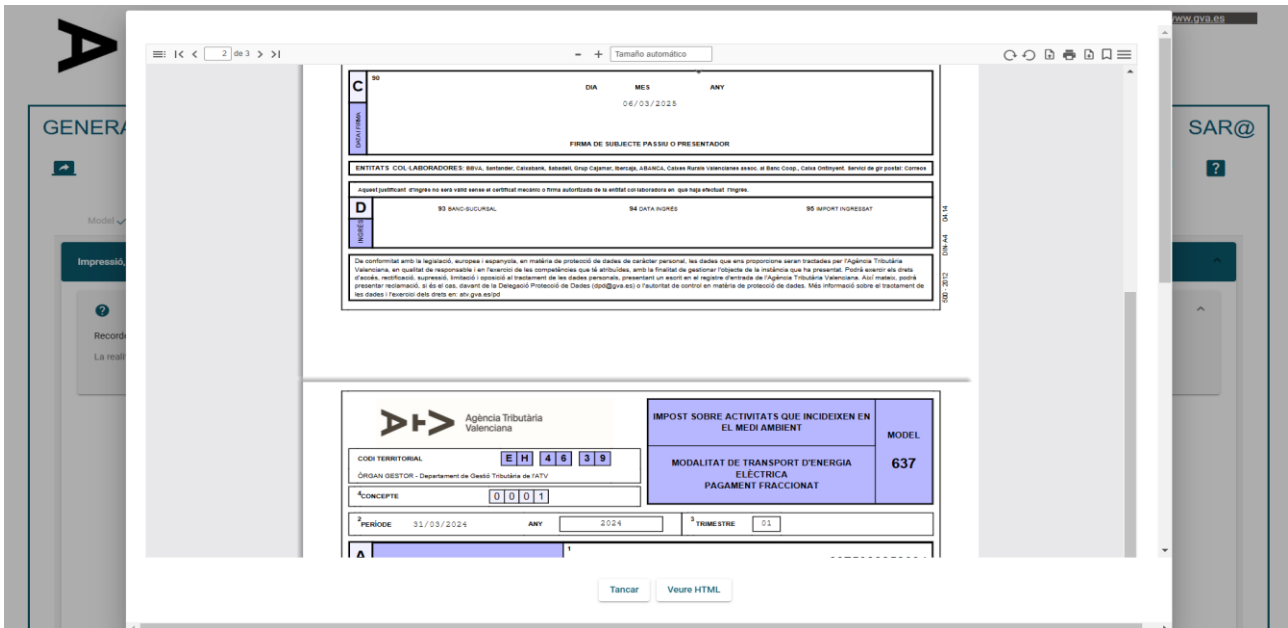 www.gva.es
2 de 3
Tamaño automático
GENERA
SAR@
?
Model
Impressió,
?
Record
La reali
C
90
DIA MES ANY
06/03/2025
DATA I FIRMA
FIRMA DE SUBJECTE PASSIU O PRESENTADOR
ENTITATS COL·LABORADORES: BBVA, Santander, Caixabank, Sabadell, Grup Cajamar, Ibercaja, ABANCA, Caixes Rurals Valencianes assoc. al Banc Coop., Caixa Ontinyent. Servici de gir postal: Correos
Aquest justificant d'ingrés no serà vàlid sense el certificat mecànic o firma autoritzada de la entitat col·laboradora en què haja efectuat l'ingrés.
D
INGRÉS
93 BANC-SUCURSAL
94 DATA INGRÉS
95 IMPORT INGRESSAT
De conformitat amb la legislació, europea i espanyola, en matèria de protecció de dades de caràcter personal, les dades que ens proporcione seran tractades per l'Agència Tributària
Valenciana, en qualitat de responsable i en l'exercici de les competències que té atribuïdes, amb la finalitat de gestionar l'objecte de la instància que ha presentat. Podrà exercir els drets
d'accés, rectificació, supressió, limitació i oposició al tractament de les dades personals, presentant un escrit en el registre d'entrada de l'Agència Tributària Valenciana. Així mateix, podrà
presentar reclamació, si és el cas, davant de la Delegació Protecció de Dades (dpd@gva.es) o l'autoritat de control en matèria de protecció de dades. Més informació sobre el tractament de
les dades i l'exercici dels drets en: atv.gva.es/pd
500 - 2012 DIN-A4 04.14
Agència Tributària
Valenciana
IMPOST SOBRE ACTIVITATS QUE INCIDEIXEN EN
EL MEDI AMBIENT
MODALITAT DE TRANSPORT D'ENERGIA
ELÈCTRICA
PAGAMENT FRACCIONAT
MODEL
637
CODI TERRITORIAL
E H 4 6 3 9
ÒRGAN GESTOR - Departament de Gestió Tributària de l'ATV
4 CONCEPTE
0 0 0 1
2 PERÍODE 31/03/2024 ANY 2024
3 TRIMESTRE 01
A
1
Tancar
Veure HTML